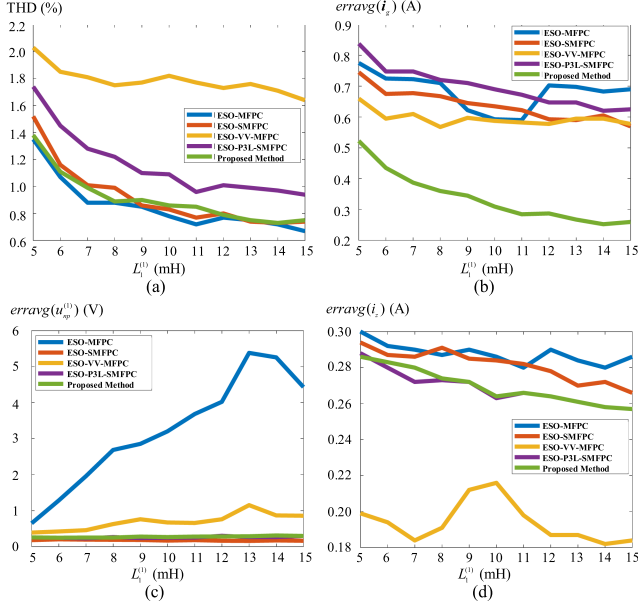 THD (%)
2.2
2.0
1.8
1.6
1.4
1.2
1.0
0.8
0.6
ESO-MFPC
ESO-SMFPC
ESO-VV-MFPC
ESO-P3L-SMFPC
Proposed Method
5 6 7 8 9 10 11 12 13 14 15
L₁⁽¹⁾ (mH)
(a)
erravg(i_g) (A)
0.9
0.8
0.7
0.6
0.5
0.4
0.3
0.2
ESO-MFPC
ESO-SMFPC
ESO-VV-MFPC
ESO-P3L-SMFPC
Proposed Method
5 6 7 8 9 10 11 12 13 14 15
L₁⁽¹⁾ (mH)
(b)
erravg(u_np⁽¹⁾) (V)
6
5
4
3
2
1
0
ESO-MFPC
ESO-SMFPC
ESO-VV-MFPC
ESO-P3L-SMFPC
Proposed Method
5 6 7 8 9 10 11 12 13 14 15
L₁⁽¹⁾ (mH)
(c)
erravg(i_z) (A)
0.30
0.28
0.26
0.24
0.22
0.20
0.18
ESO-MFPC
ESO-SMFPC
ESO-VV-MFPC
ESO-P3L-SMFPC
Proposed Method
5 6 7 8 9 10 11 12 13 14 15
L₁⁽¹⁾ (mH)
(d)